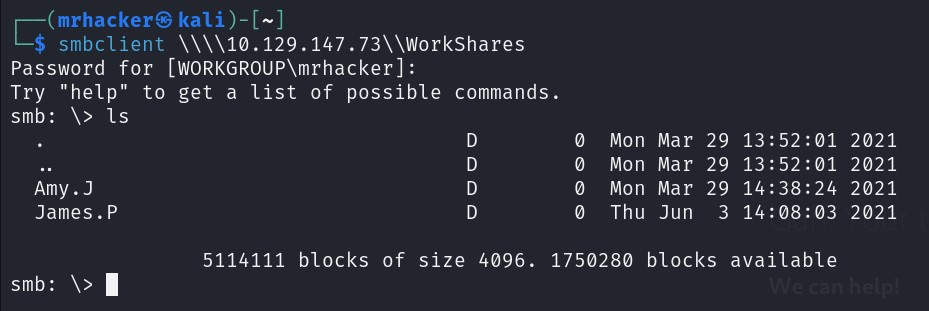 ┌──(mrhacker㉿kali)-[~]
└─$ smbclient \\\\10.129.147.73\\WorkShares
Password for [WORKGROUP\mrhacker]:
Try "help" to get a list of possible commands.
smb: \> ls
  .                                   D        0  Mon Mar 29 13:52:01 2021
  ..                                  D        0  Mon Mar 29 13:52:01 2021
  Amy.J                               D        0  Mon Mar 29 14:38:24 2021
  James.P                             D        0  Thu Jun  3 14:08:03 2021
                5114111 blocks of size 4096. 1750280 blocks available
smb: \>
We can help!